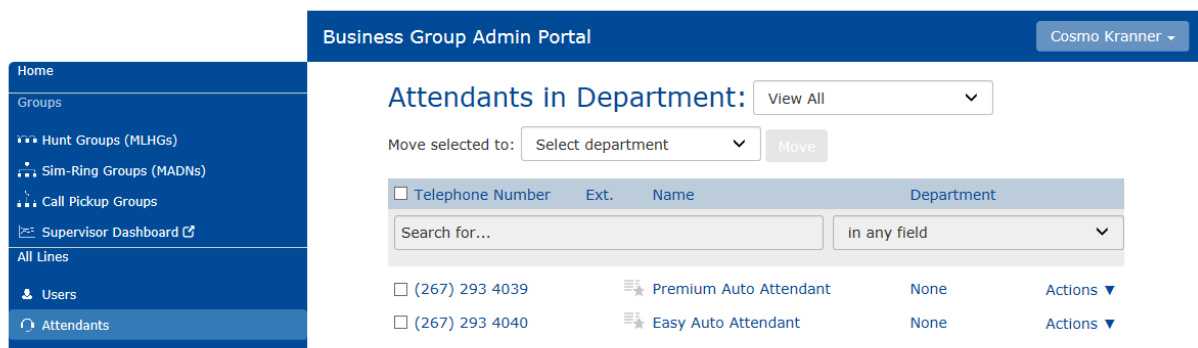 Business Group Admin Portal
Cosmo Kranner
Home
Groups
Hunt Groups (MLHGs)
Sim-Ring Groups (MADNs)
Call Pickup Groups
Supervisor Dashboard
All Lines
Users
Attendants
Attendants in Department: View All
Move selected to: Select department Move
Telephone Number Ext. Name Department
Search for... in any field
(267) 293 4039 Premium Auto Attendant None Actions ▼
(267) 293 4040 Easy Auto Attendant None Actions ▼